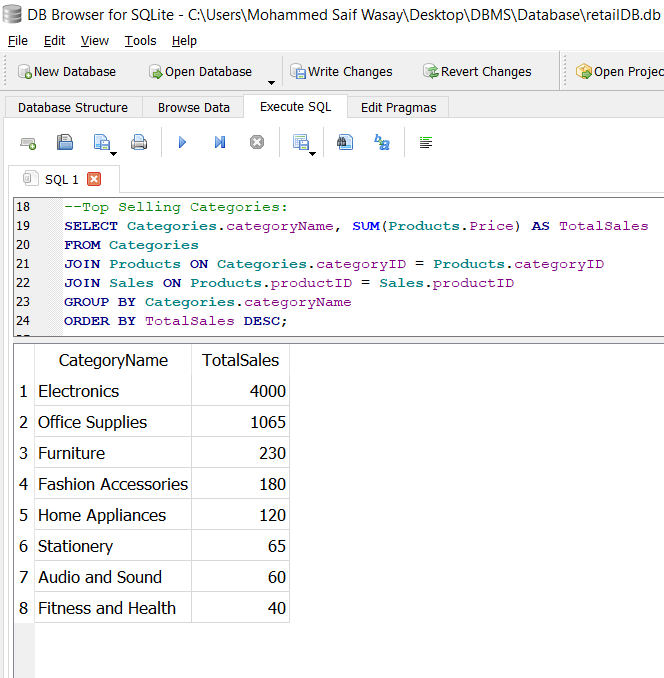 DB Browser for SQLite - C:\Users\Mohammed Saif Wasay\Desktop\DBMS\Database\retailDB.db
File Edit View Tools Help
New Database Open Database Write Changes Revert Changes Open Projec
Database Structure Browse Data Execute SQL Edit Pragmas
SQL 1
18 --Top Selling Categories:
19 SELECT Categories.categoryName, SUM(Products.Price) AS TotalSales
20 FROM Categories
21 JOIN Products ON Categories.categoryID = Products.categoryID
22 JOIN Sales ON Products.productID = Sales.productID
23 GROUP BY Categories.categoryName
24 ORDER BY TotalSales DESC;
CategoryName TotalSales
1 Electronics 4000
2 Office Supplies 1065
3 Furniture 230
4 Fashion Accessories 180
5 Home Appliances 120
6 Stationery 65
7 Audio and Sound 60
8 Fitness and Health 40